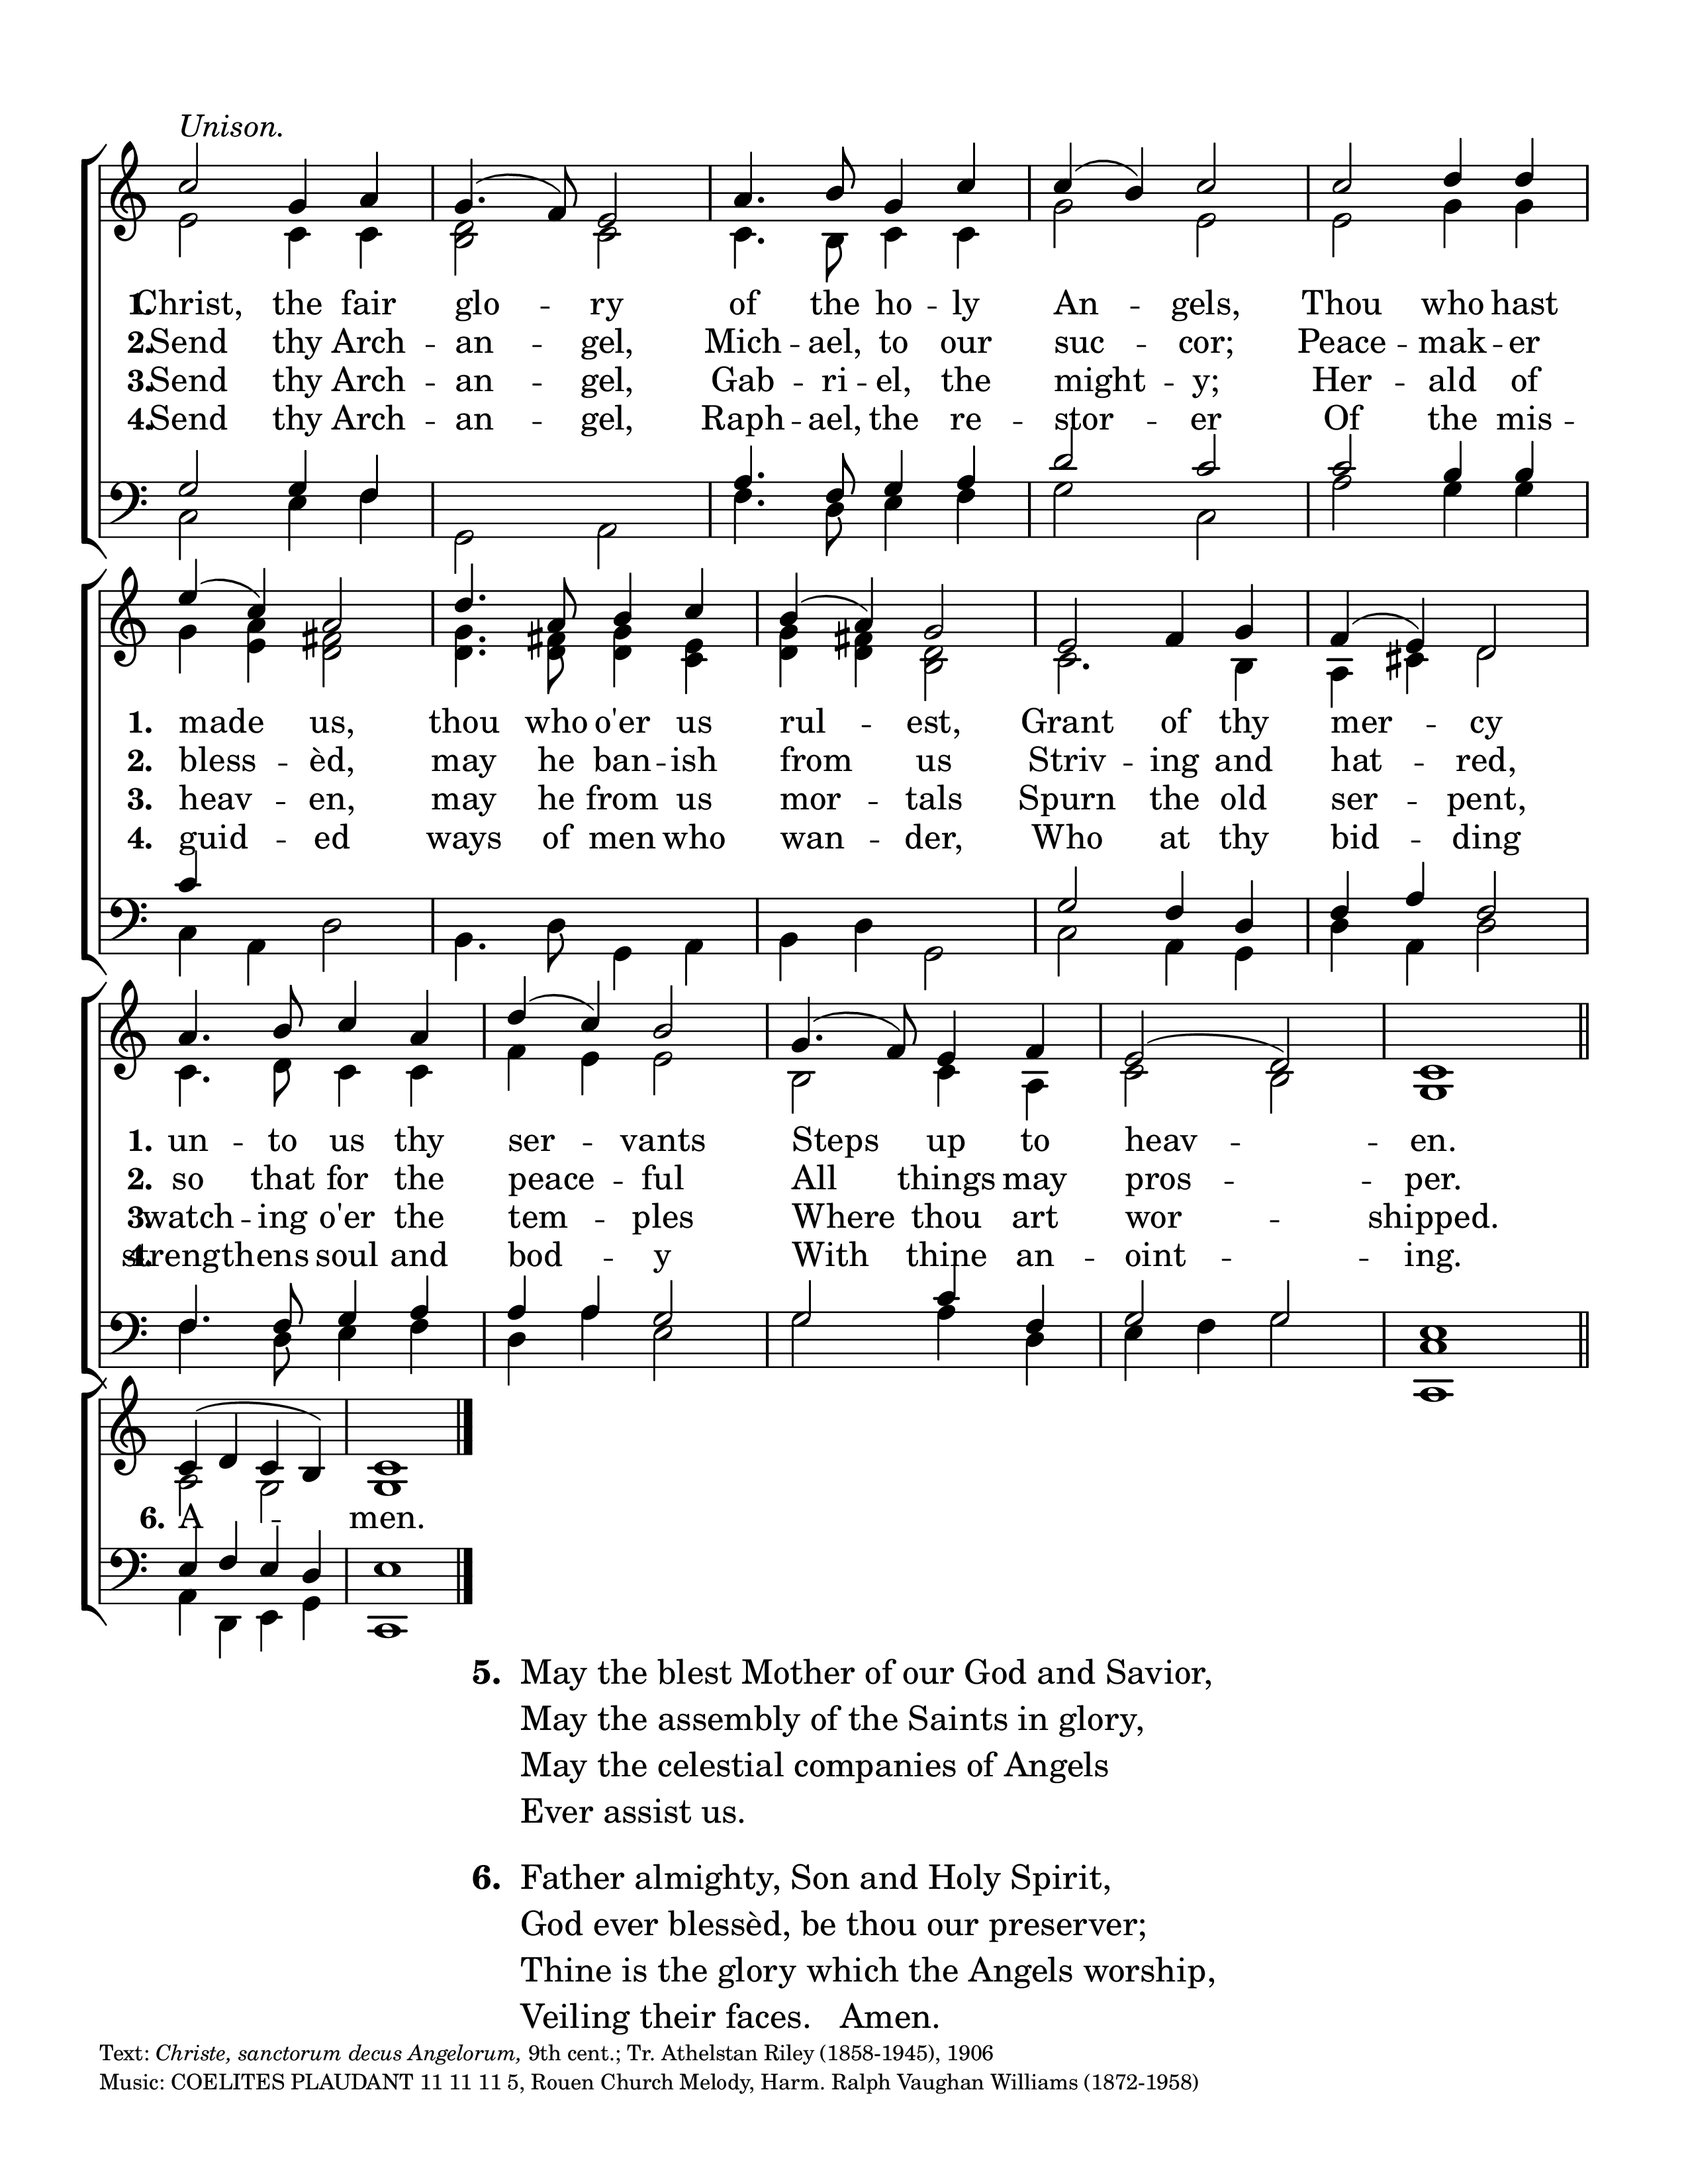 Unison.
1. Christ, the fair glo - ry of the ho - ly An - gels, Thou who hast
2. Send thy Arch - an - gel, Mich - ael, to our suc - cor; Peace - mak - er
3. Send thy Arch - an - gel, Gab - ri - el, the might - y; Her - ald of
4. Send thy Arch - an - gel, Raph - ael, the re - stor - er Of the mis -
1. made us, thou who o'er us rul - est, Grant of thy mer - cy
2. bless - èd, may he ban - ish from us Striv - ing and hat - red,
3. heav - en, may he from us mor - tals Spurn the old ser - pent,
4. guid - ed ways of men who wan - der, Who at thy bid - ding
1. un - to us thy ser - vants Steps up to heav - en.
2. so that for the peace - ful All things may pros - per.
3. watch - ing o'er the tem - ples Where thou art wor - shipped.
4. strengthens soul and bod - y With thine an - oint - ing.
6. A - men.
5. May the blest Mother of our God and Savior,
May the assembly of the Saints in glory,
May the celestial companies of Angels
Ever assist us.
6. Father almighty, Son and Holy Spirit,
God ever blessèd, be thou our preserver;
Thine is the glory which the Angels worship,
Veiling their faces. Amen.
Text: Christe, sanctorum decus Angelorum, 9th cent.; Tr. Athelstan Riley (1858-1945), 1906
Music: COELITES PLAUDANT 11 11 11 5, Rouen Church Melody, Harm. Ralph Vaughan Williams (1872-1958)